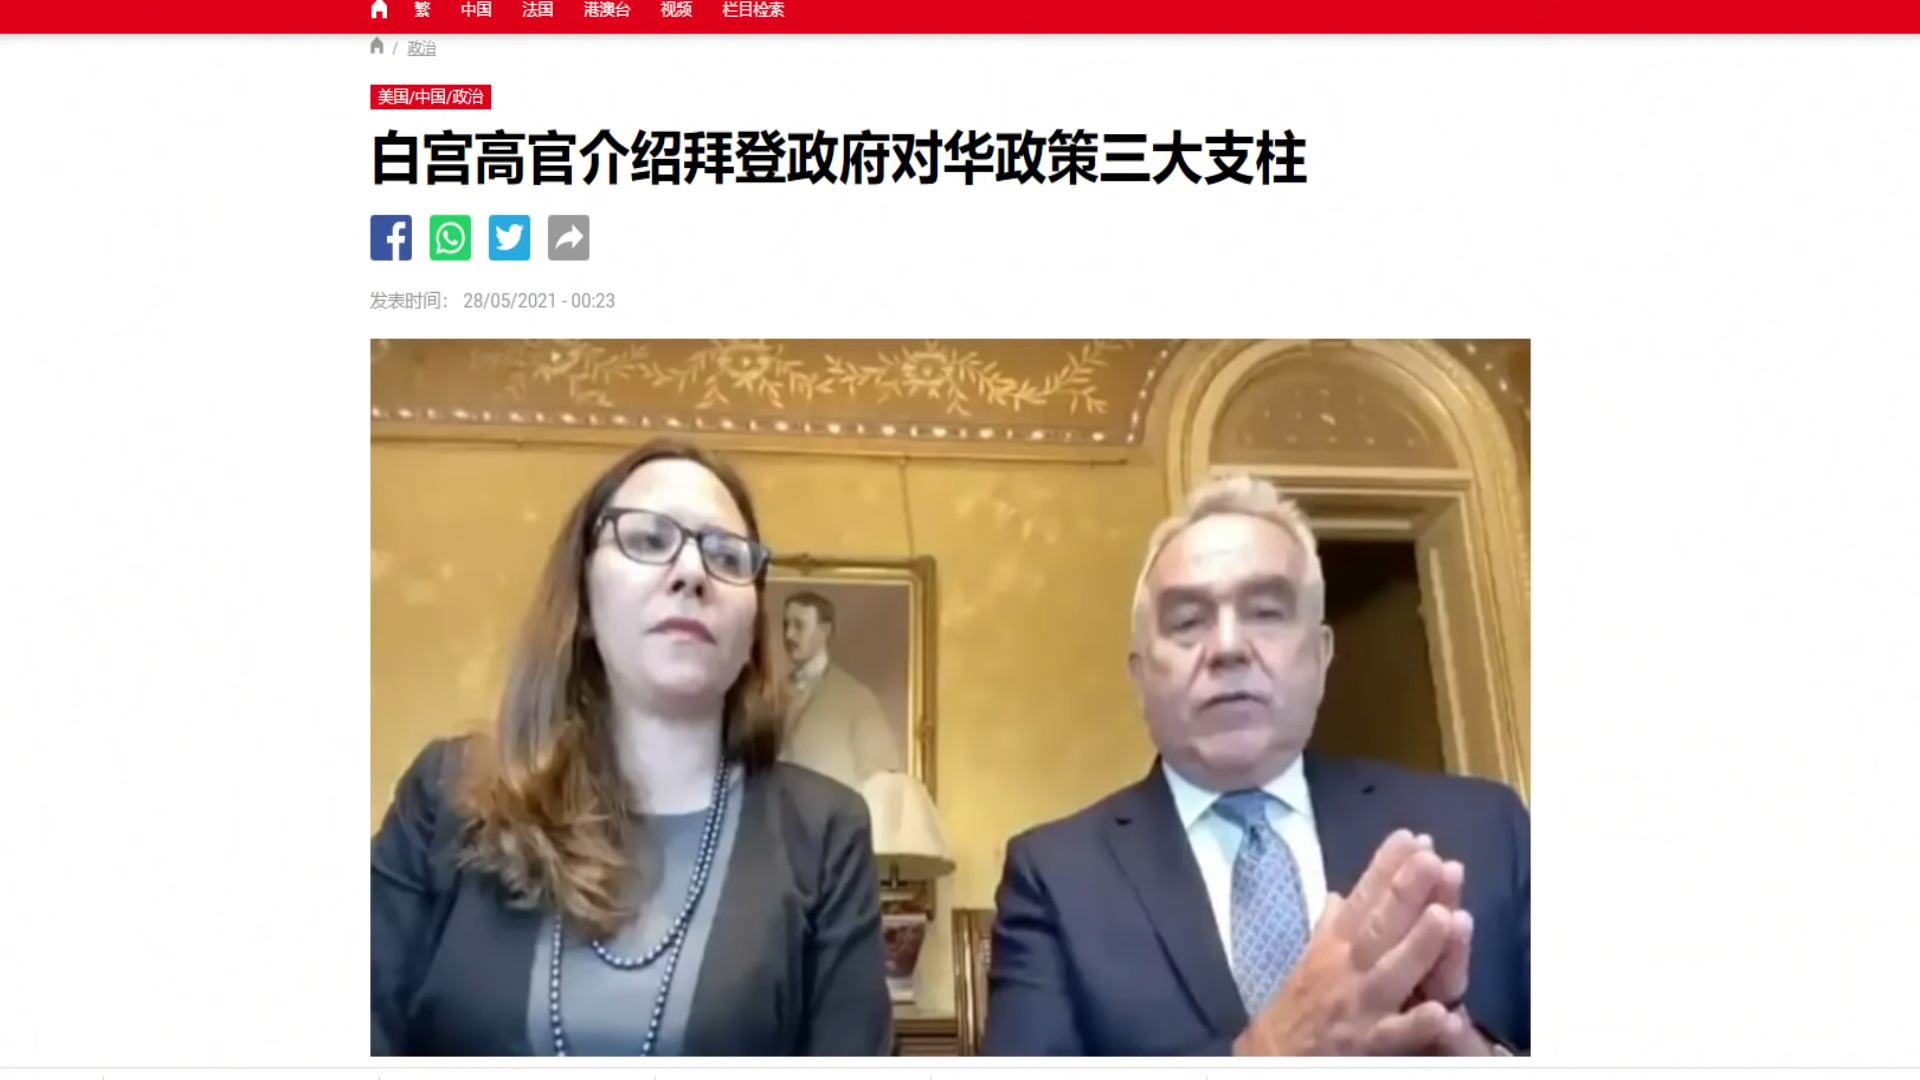 繁 中国 法国 港澳台 视频 栏目检索
/ 政治
美国/中国/政治
白宫高官介绍拜登政府对华政策三大支柱
发表时间： 28/05/2021 - 00:23